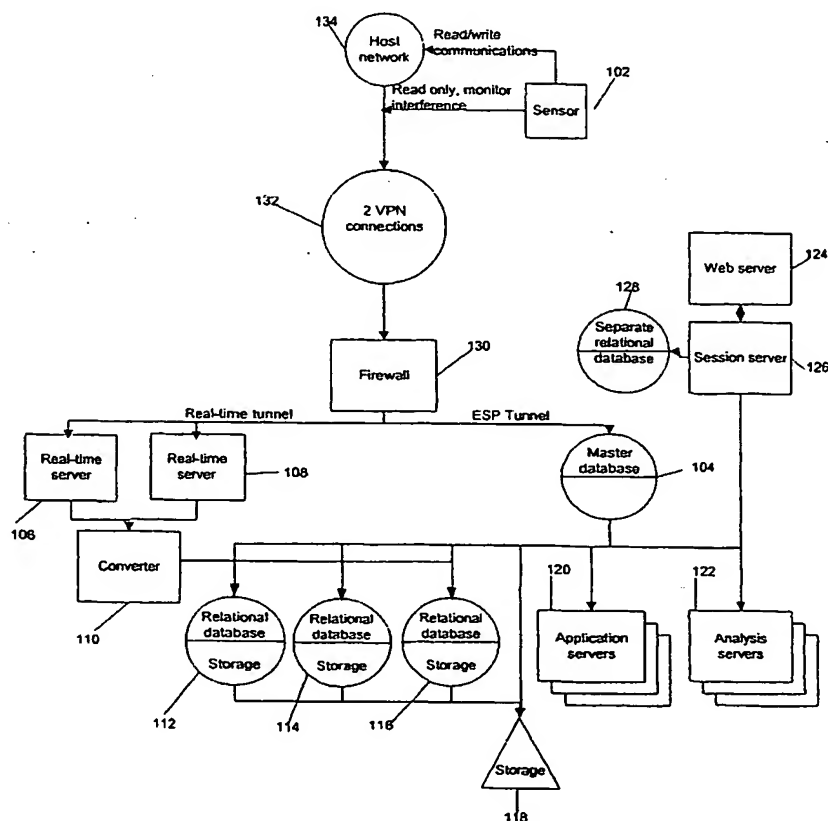 134
Host
network
Read/write
communications
102
Read only, monitor
interference
Sensor
132
2 VPN
connections
124
Web server
128
Separate
relational
database
Session server
126
130
Firewall
Real-time tunnel
ESP Tunnel
Real-time
server
Real-time
server
108
Master
database
104
106
Converter
110
120
122
Relational
database
Storage
Relational
database
Storage
Relational
database
Storage
Application
servers
Analysis
servers
112
114
116
Storage
118